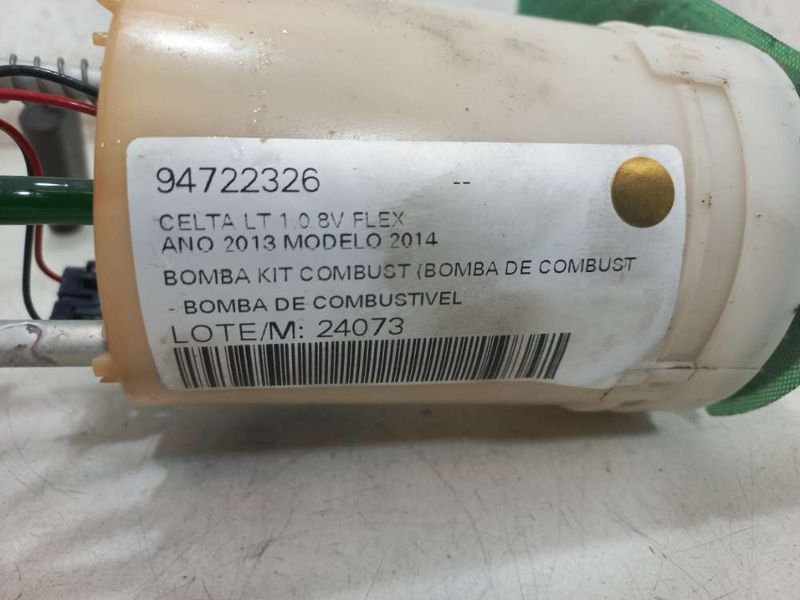 94722326 --
CELTA LT 1.0 8V FLEX
ANO 2013 MODELO 2014
BOMBA KIT COMBUST (BOMBA DE COMBUST
- BOMBA DE COMBUSTIVEL
LOTE/M: 24073